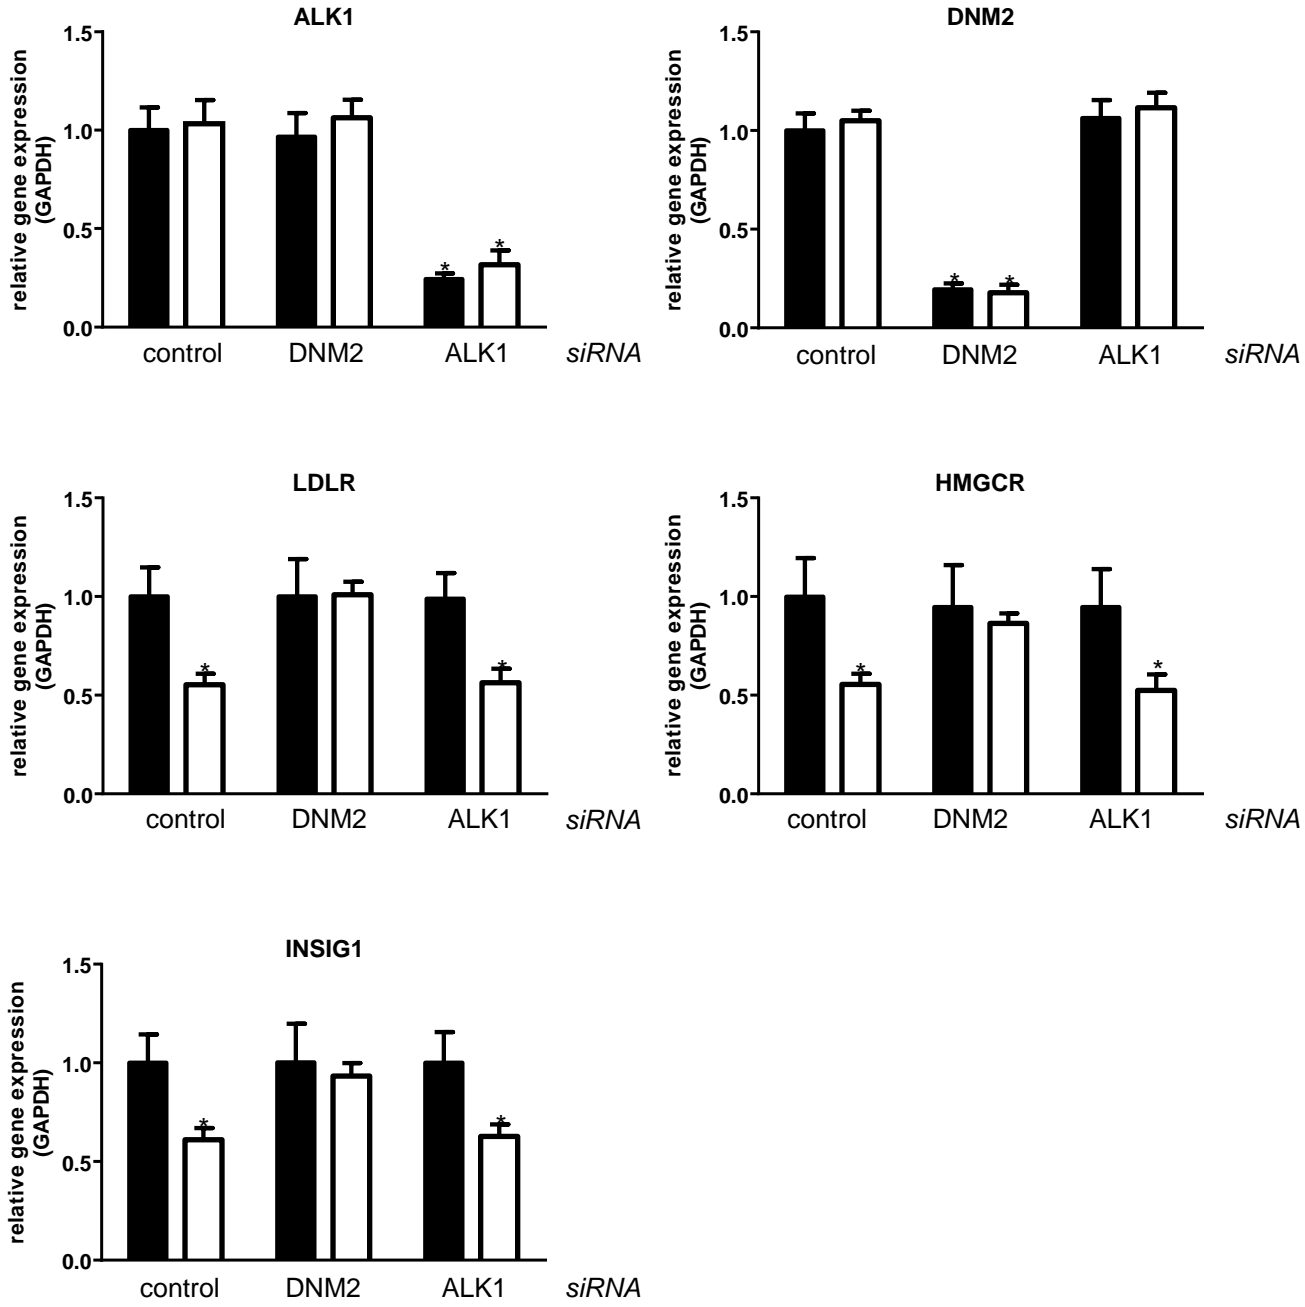 ALK1
relative gene expression
(GAPDH)
1.5
1.0
0.5
0.0
*
*
control DNM2 ALK1 siRNA
DNM2
relative gene expression
(GAPDH)
1.5
1.0
0.5
0.0
*
*
control DNM2 ALK1 siRNA
LDLR
relative gene expression
(GAPDH)
1.5
1.0
0.5
0.0
*
*
control DNM2 ALK1 siRNA
HMGCR
relative gene expression
(GAPDH)
1.5
1.0
0.5
0.0
*
*
control DNM2 ALK1 siRNA
INSIG1
relative gene expression
(GAPDH)
1.5
1.0
0.5
0.0
*
*
control DNM2 ALK1 siRNA